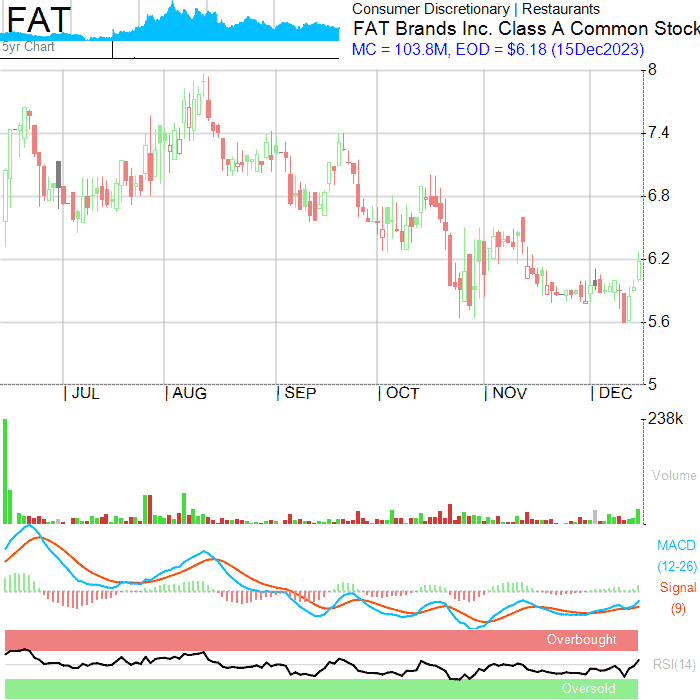 FAT
5yr Chart
Consumer Discretionary | Restaurants
FAT Brands Inc. Class A Common Stock
MC = 103.8M, EOD = $6.18 (15Dec2023)
8
7.4
6.8
6.2
5.6
5
| JUL | AUG | SEP | OCT | NOV | DEC
238k
Volume
MACD
(12-26)
Signal
(9)
Overbought
RSI(14)
Oversold